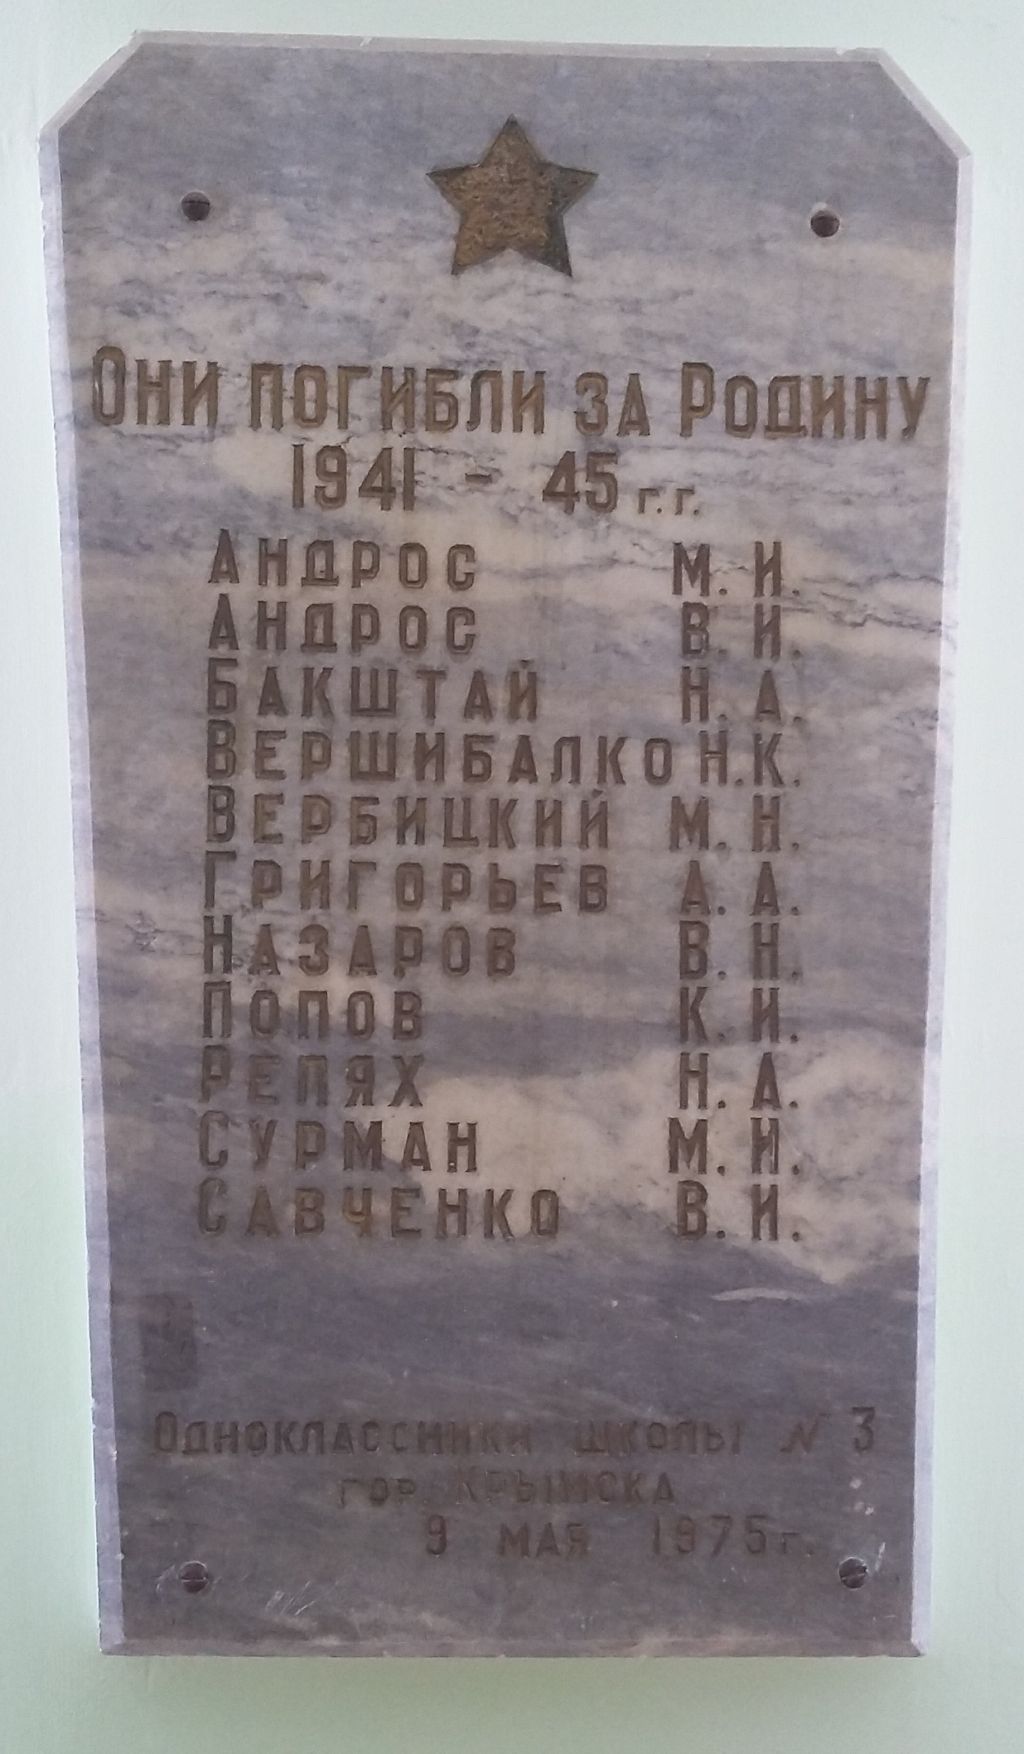 Они погибли за Родину
1941 - 45 г.г.
Андрос М. И.
Андрос В. И.
Бакштай Н. А.
Вершибалко Н. К.
Вербицкий М. Н.
Григорьев А. А.
Назаров В. Н.
Попов К. И.
Репях Н. А.
Сурман М. И.
Савченко В. И.
Одноклассники школы N 3
гор. Крымска
9 мая 1975 г.